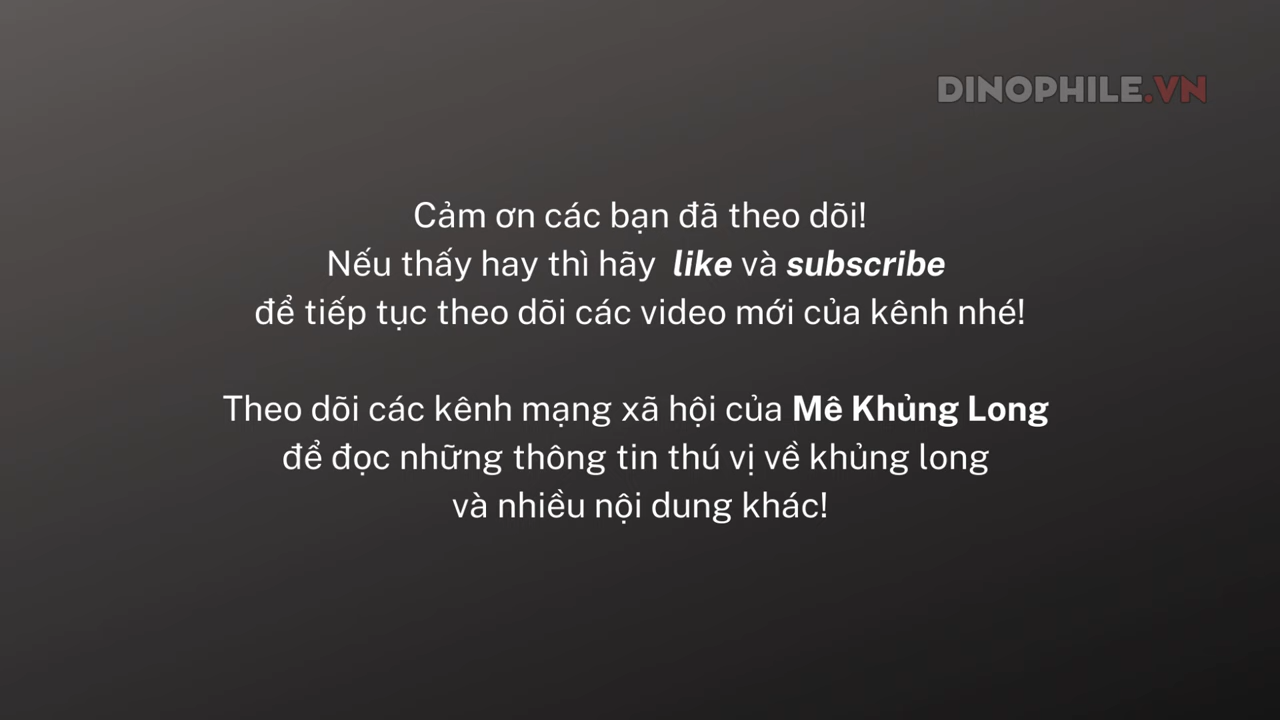 DINOPHILE.VN
Cảm ơn các bạn đã theo dõi!
Nếu thấy hay thì hãy like và subscribe
để tiếp tục theo dõi các video mới của kênh nhé!
Theo dõi các kênh mạng xã hội của Mê Khủng Long
để đọc những thông tin thú vị về khủng long
và nhiều nội dung khác!